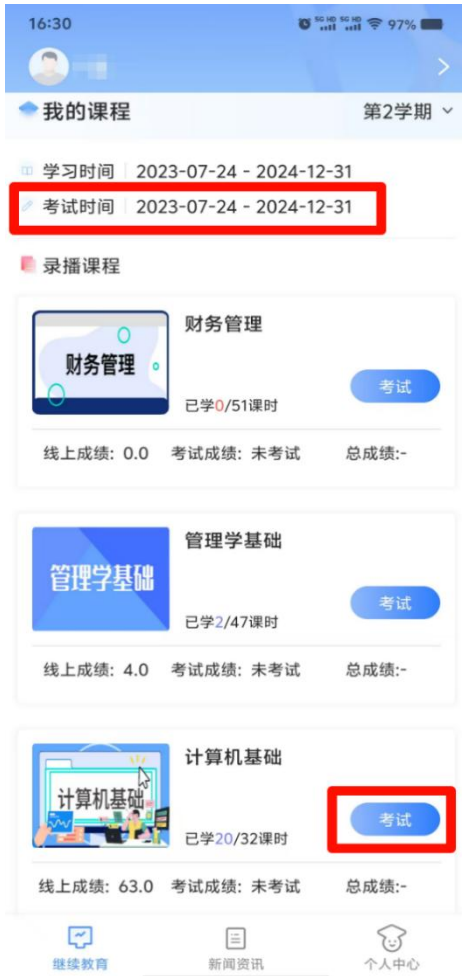 16:30
5G HD 5G HD 97%
我的课程 第2学期
学习时间 2023-07-24 - 2024-12-31
考试时间 2023-07-24 - 2024-12-31
录播课程
财务管理
财务管理
已学0/51课时
考试
线上成绩: 0.0 考试成绩: 未考试 总成绩:-
管理学基础
管理学基础
已学2/47课时
考试
线上成绩: 4.0 考试成绩: 未考试 总成绩:-
计算机基础
计算机基础
已学20/32课时
考试
线上成绩: 63.0 考试成绩: 未考试 总成绩:-
继续教育 新闻资讯 个人中心